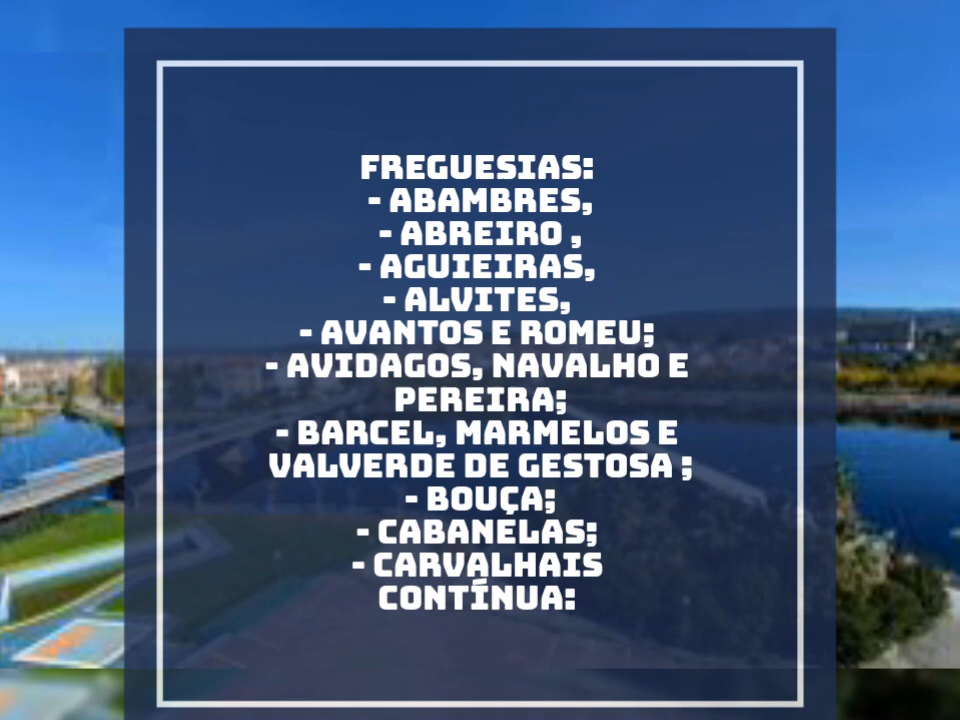 FREGUESIAS:
- ABAMBRES,
- ABREIRO ,
- AGUIEIRAS,
- ALVITES,
- AVANTOS E ROMEU;
- AVIDAGOS, NAVALHO E
PEREIRA;
- BARCEL, MARMELOS E
VALVERDE DE GESTOSA ;
- BOUÇA;
- CABANELAS;
- CARVALHAIS
CONTÍNUA: